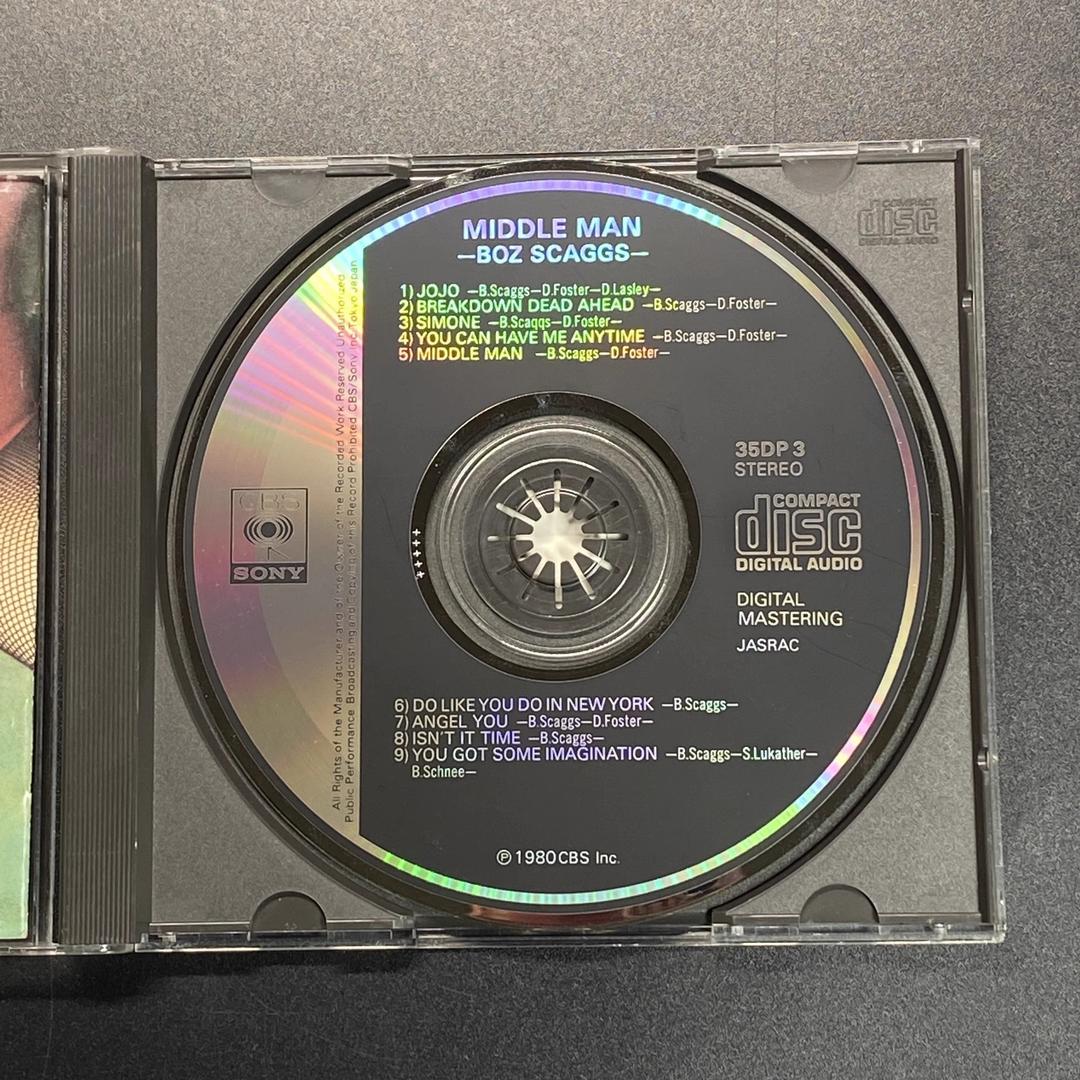 MIDDLE MAN
—BOZ SCAGGS—
1) JOJO —B.Scaggs—D.Foster—D.Lasley—
2) BREAKDOWN DEAD AHEAD —B.Scaggs—D.Foster—
3) SIMONE —B.Scaggs—D.Foster—
4) YOU CAN HAVE ME ANYTIME —B.Scaggs—D.Foster—
5) MIDDLE MAN —B.Scaggs—D.Foster—
All Rights of the Manufacturer and of the Owner of the Recorded Work Reserved Unauthorized
Public Performance Broadcasting and Copying of this Record Prohibited CBS/Sony Inc. Tokyo Japan
CBS
SONY
35DP 3
STEREO
COMPACT
disc
DIGITAL AUDIO
DIGITAL
MASTERING
JASRAC
6) DO LIKE YOU DO IN NEW YORK —B.Scaggs—
7) ANGEL YOU —B.Scaggs—D.Foster—
8) ISN'T IT TIME —B.Scaggs—
9) YOU GOT SOME IMAGINATION —B.Scaggs—S.Lukather—
B.Schnee—
Ⓟ 1980 CBS Inc.
COMPACT
disc
DIGITAL AUDIO